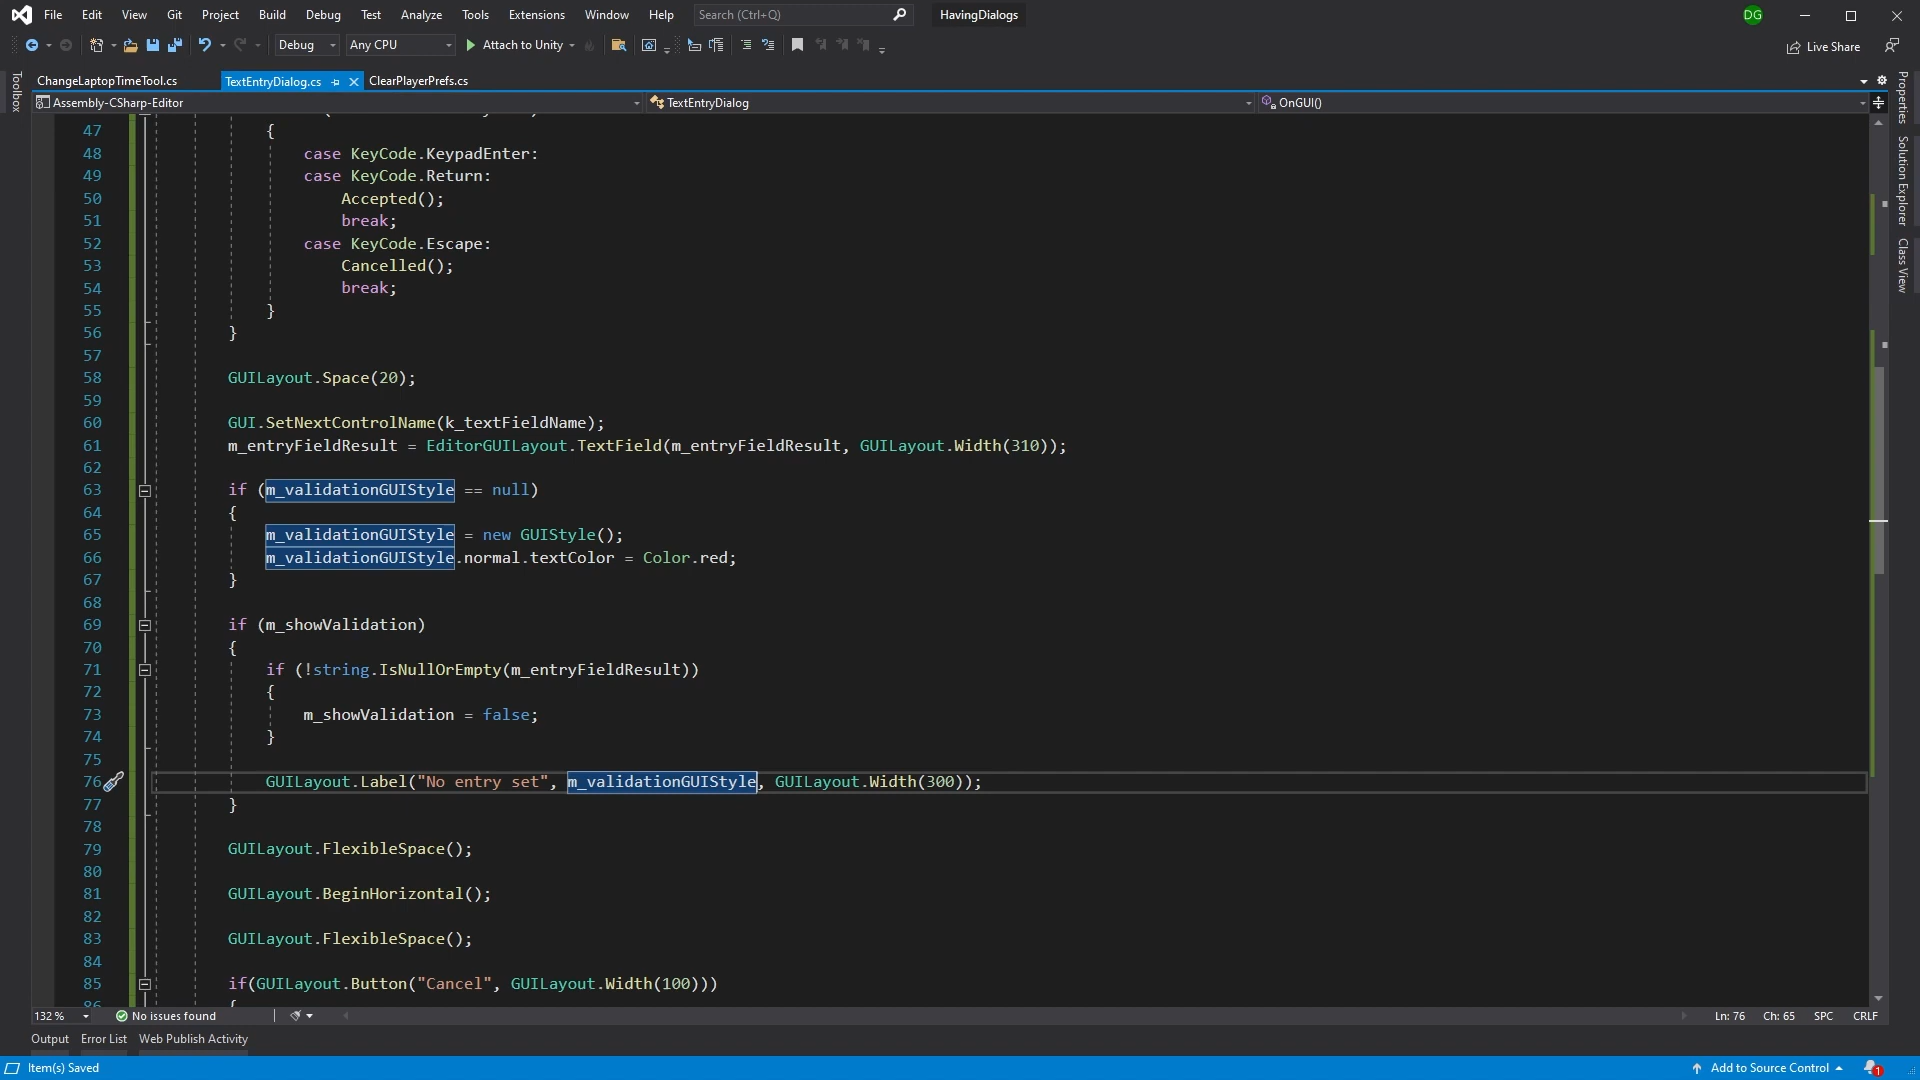 File Edit View Git Project Build Debug Test Analyze Tools Extensions Window Help Search (Ctrl+Q) HavingDialogs DG
Debug Any CPU Attach to Unity Live Share
ChangeLaptopTimeTool.cs TextEntryDialog.cs ClearPlayerPrefs.cs
Assembly-CSharp-Editor TextEntryDialog OnGUI()
Toolbox
Properties
Solution Explorer
Class View
47 {
48 case KeyCode.KeypadEnter:
49 case KeyCode.Return:
50 Accepted();
51 break;
52 case KeyCode.Escape:
53 Cancelled();
54 break;
55 }
56 }
57
58 GUILayout.Space(20);
59
60 GUI.SetNextControlName(k_textFieldName);
61 m_entryFieldResult = EditorGUILayout.TextField(m_entryFieldResult, GUILayout.Width(310));
62
63 if (m_validationGUIStyle == null)
64 {
65 m_validationGUIStyle = new GUIStyle();
66 m_validationGUIStyle.normal.textColor = Color.red;
67 }
68
69 if (m_showValidation)
70 {
71 if (!string.IsNullOrEmpty(m_entryFieldResult))
72 {
73 m_showValidation = false;
74 }
75
76 GUILayout.Label("No entry set", m_validationGUIStyle, GUILayout.Width(300));
77 }
78
79 GUILayout.FlexibleSpace();
80
81 GUILayout.BeginHorizontal();
82
83 GUILayout.FlexibleSpace();
84
85 if(GUILayout.Button("Cancel", GUILayout.Width(100)))
86 {
132 % No issues found Ln: 76 Ch: 65 SPC CRLF
Output Error List Web Publish Activity
Item(s) Saved Add to Source Control 1